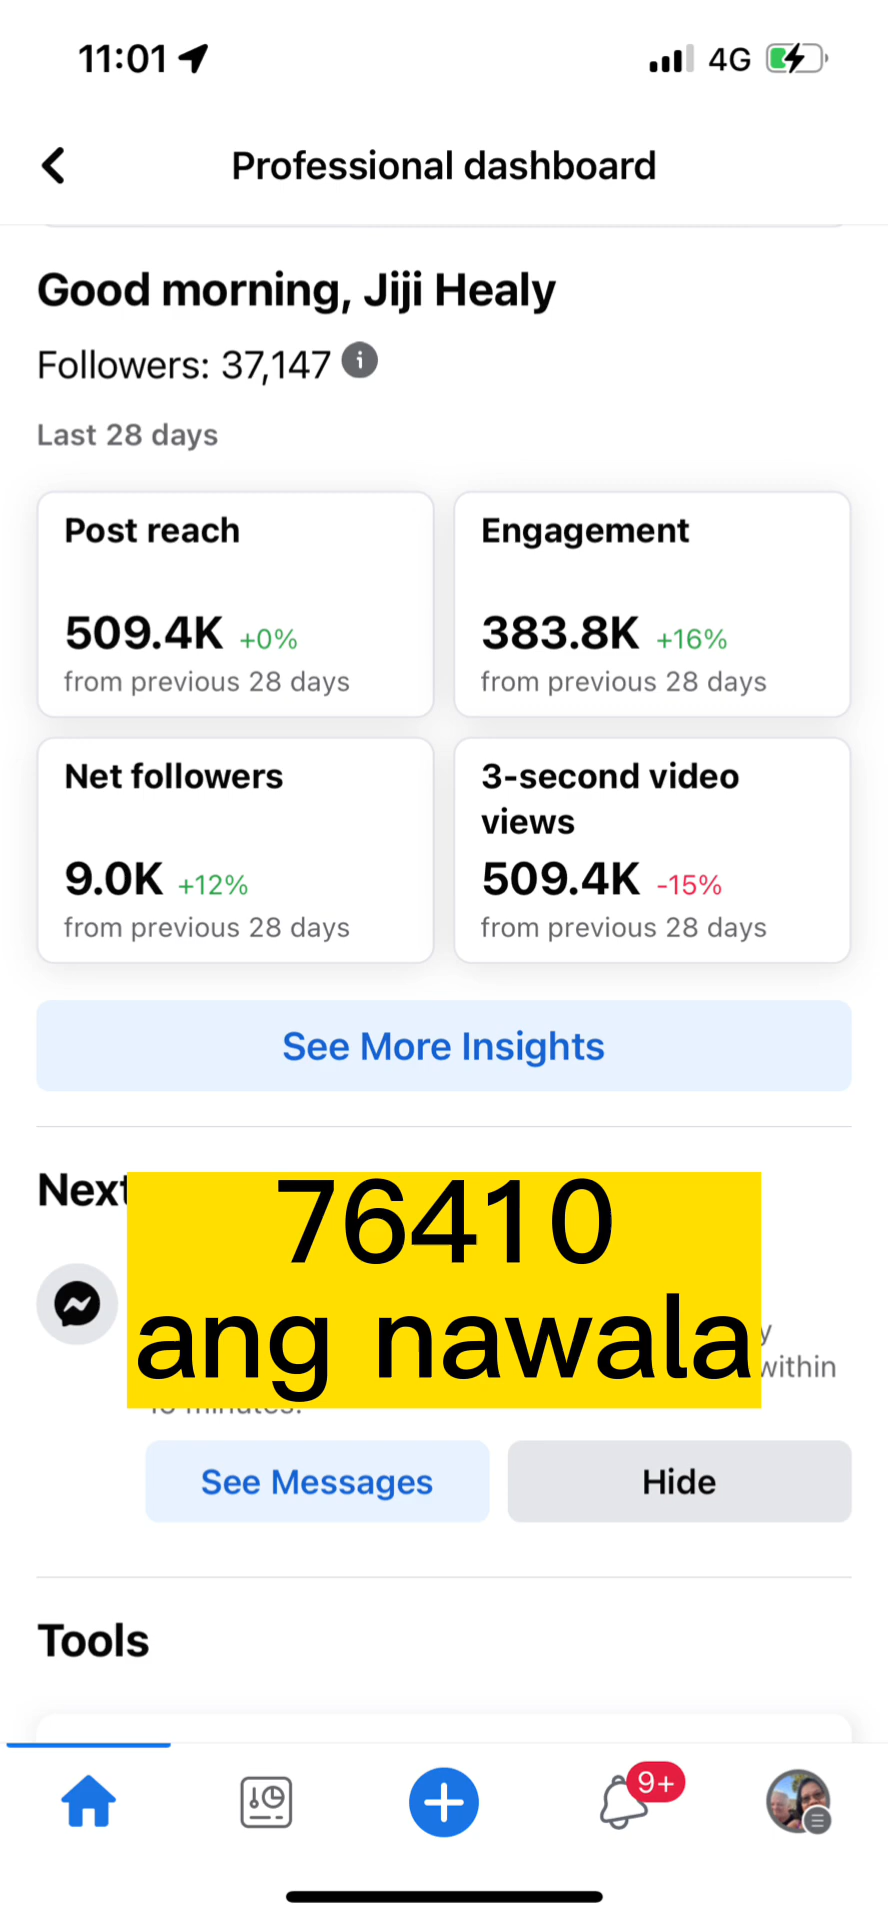 11:01
4G
Professional dashboard
Good morning, Jiji Healy
Followers: 37,147
Last 28 days
Post reach
509.4K +0%
from previous 28 days
Engagement
383.8K +16%
from previous 28 days
Net followers
9.0K +12%
from previous 28 days
3-second video
views
509.4K -15%
from previous 28 days
See More Insights
76410
ang nawala
within
See Messages
Hide
Tools
9+